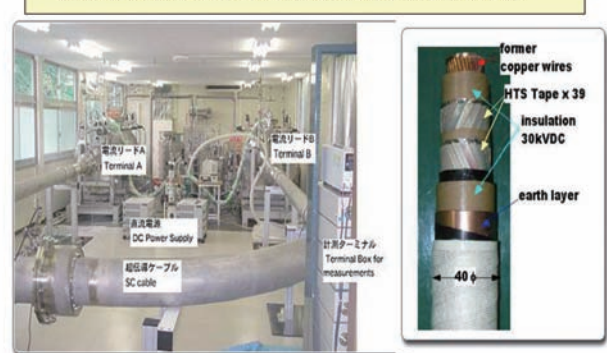 電流リードA
Terminal A
電流リードB
Terminal B
直流電源
DC Power Supply
超伝導ケーブル
SC cable
計測ターミナル
Terminal Box for
measurements
former
copper wires
HTS Tape x 39
insulation
30kVDC
earth layer
40 φ